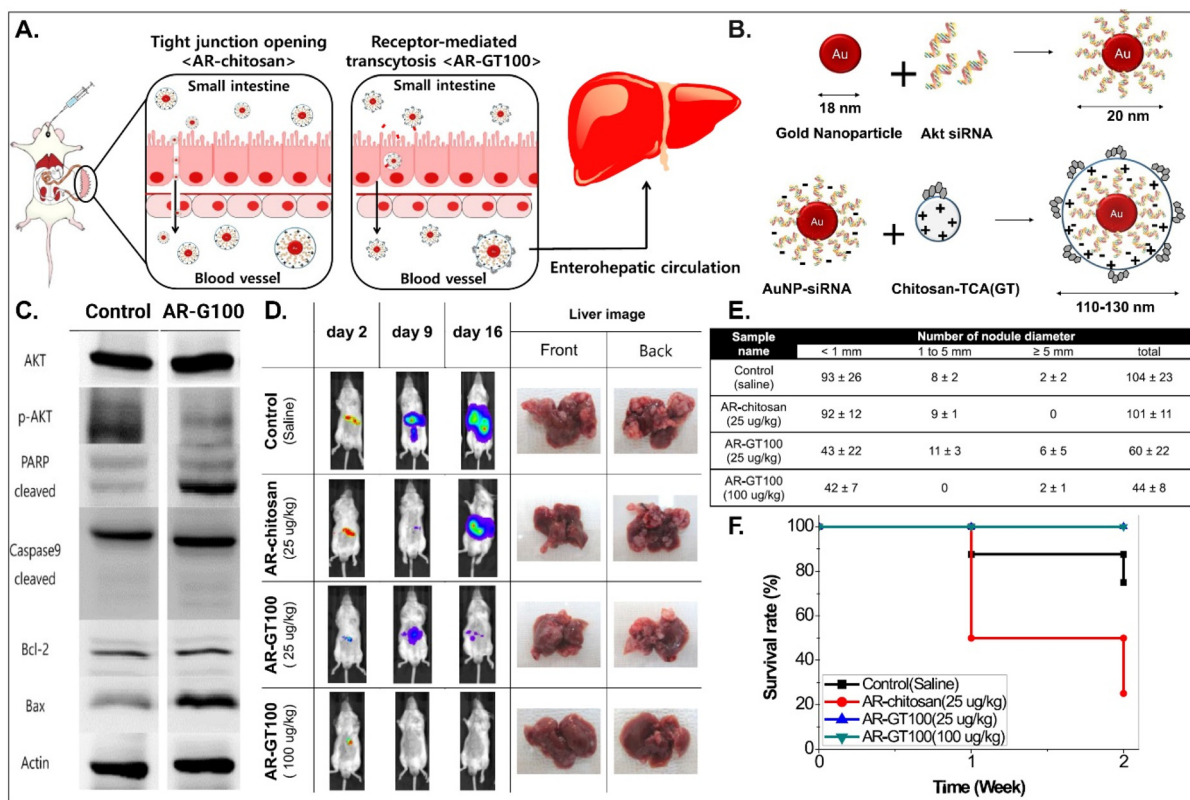 A.
Tight junction opening
<AR-chitosan>
Small intestine
Blood vessel
Receptor-mediated
transcytosis <AR-GT100>
Small intestine
Blood vessel
Enterohepatic circulation
B.
Au
18 nm
Gold Nanoparticle
Akt siRNA
Au
20 nm
Au
AuNP-siRNA
Chitosan-TCA(GT)
Au
110-130 nm
C.
Control AR-G100
AKT
p-AKT
PARP
cleaved
Caspase9
cleaved
Bcl-2
Bax
Actin
D.
day 2 day 9 day 16 Liver image
Front Back
Control
(Saline)
AR-chitosan
(25 ug/kg)
AR-GT100
( 25 ug/kg)
AR-GT100
( 100 ug/kg)
E.
Sample
name
Number of nodule diameter
< 1 mm 1 to 5 mm ≥ 5 mm total
Control
(saline)
93 ± 26 8 ± 2 2 ± 2 104 ± 23
AR-chitosan
(25 ug/kg)
92 ± 12 9 ± 1 0 101 ± 11
AR-GT100
(25 ug/kg)
43 ± 22 11 ± 3 6 ± 5 60 ± 22
AR-GT100
(100 ug/kg)
42 ± 7 0 2 ± 1 44 ± 8
F.
Survival rate (%)
100
80
60
40
20
0
Control(Saline)
AR-chitosan(25 ug/kg)
AR-GT100(25 ug/kg)
AR-GT100(100 ug/kg)
0 1 2
Time (Week)